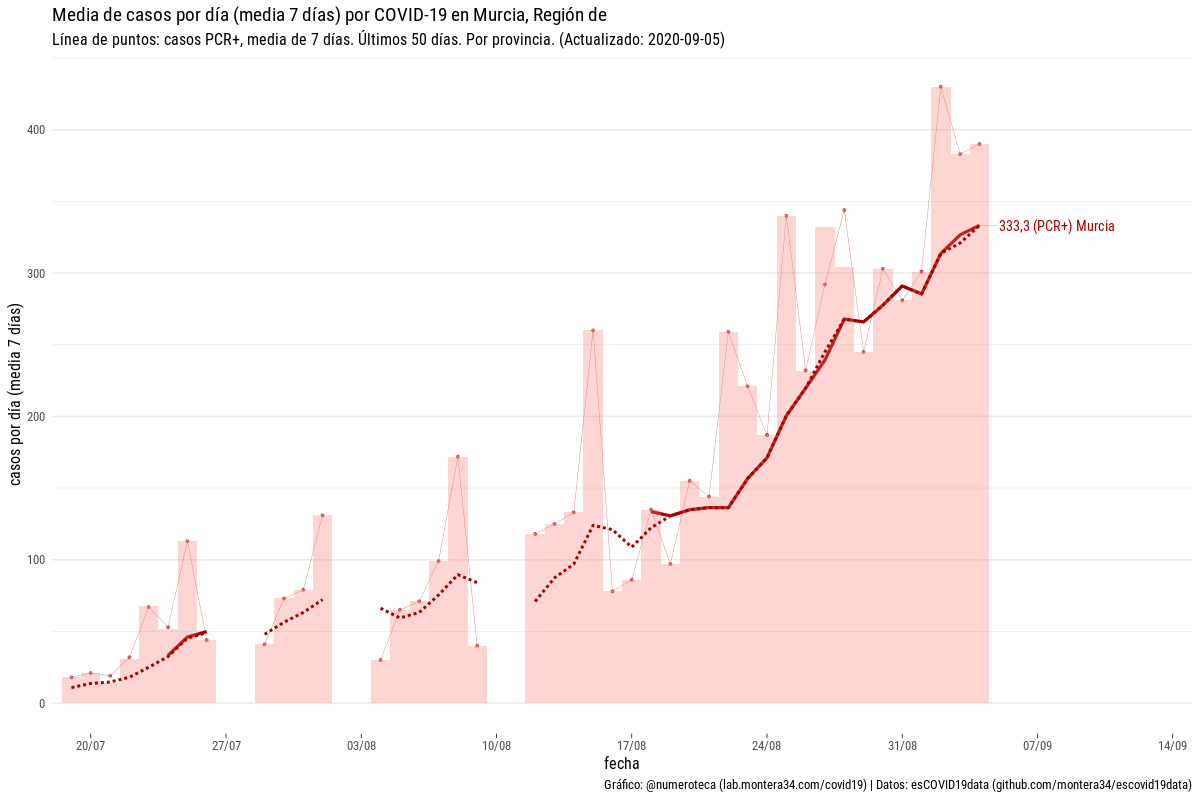 Media de casos por día (media 7 días) por COVID-19 en Murcia, Región de
Línea de puntos: casos PCR+, media de 7 días. Últimos 50 días. Por provincia. (Actualizado: 2020-09-05)
casos por día (media 7 días)
400
300
200
100
0
333,3 (PCR+) Murcia
20/07 27/07 03/08 10/08 17/08 24/08 31/08 07/09 14/09
fecha
Gráfico: @numeroteca (lab.montera34.com/covid19) | Datos: esCOVID19data (github.com/montera34/escovid19data)